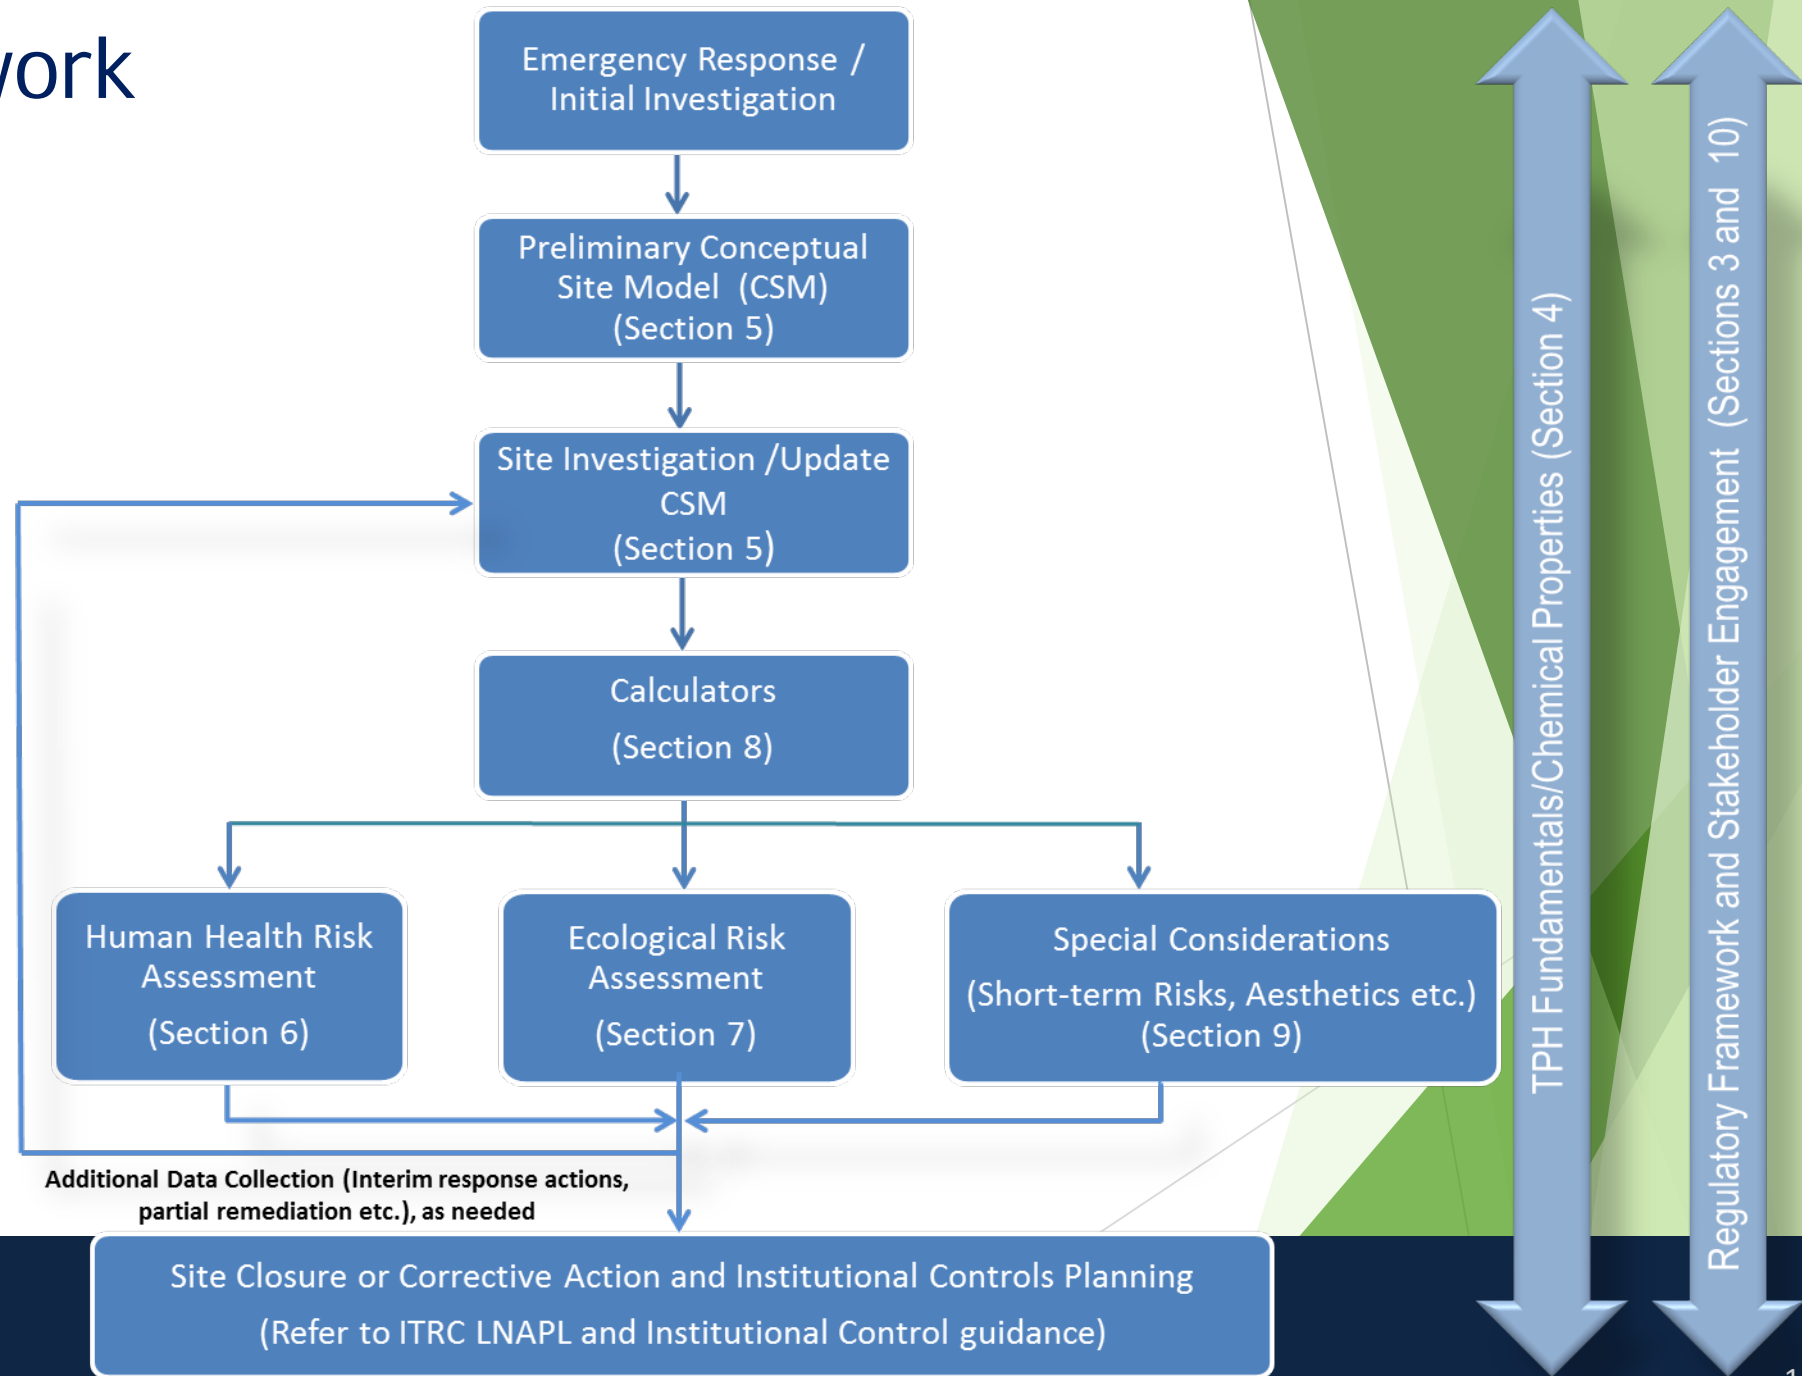 Emergency Response /
Initial Investigation
Preliminary Conceptual
Site Model (CSM)
(Section 5)
Site Investigation /Update
CSM
(Section 5)
Calculators
(Section 8)
Human Health Risk
Assessment
(Section 6)
Ecological Risk
Assessment
(Section 7)
Special Considerations
(Short-term Risks, Aesthetics etc.)
(Section 9)
Additional Data Collection (Interim response actions,
partial remediation etc.), as needed
Site Closure or Corrective Action and Institutional Controls Planning
(Refer to ITRC LNAPL and Institutional Control guidance)
TPH Fundamentals/Chemical Properties (Section 4)
Regulatory Framework and Stakeholder Engagement (Sections 3 and 10)